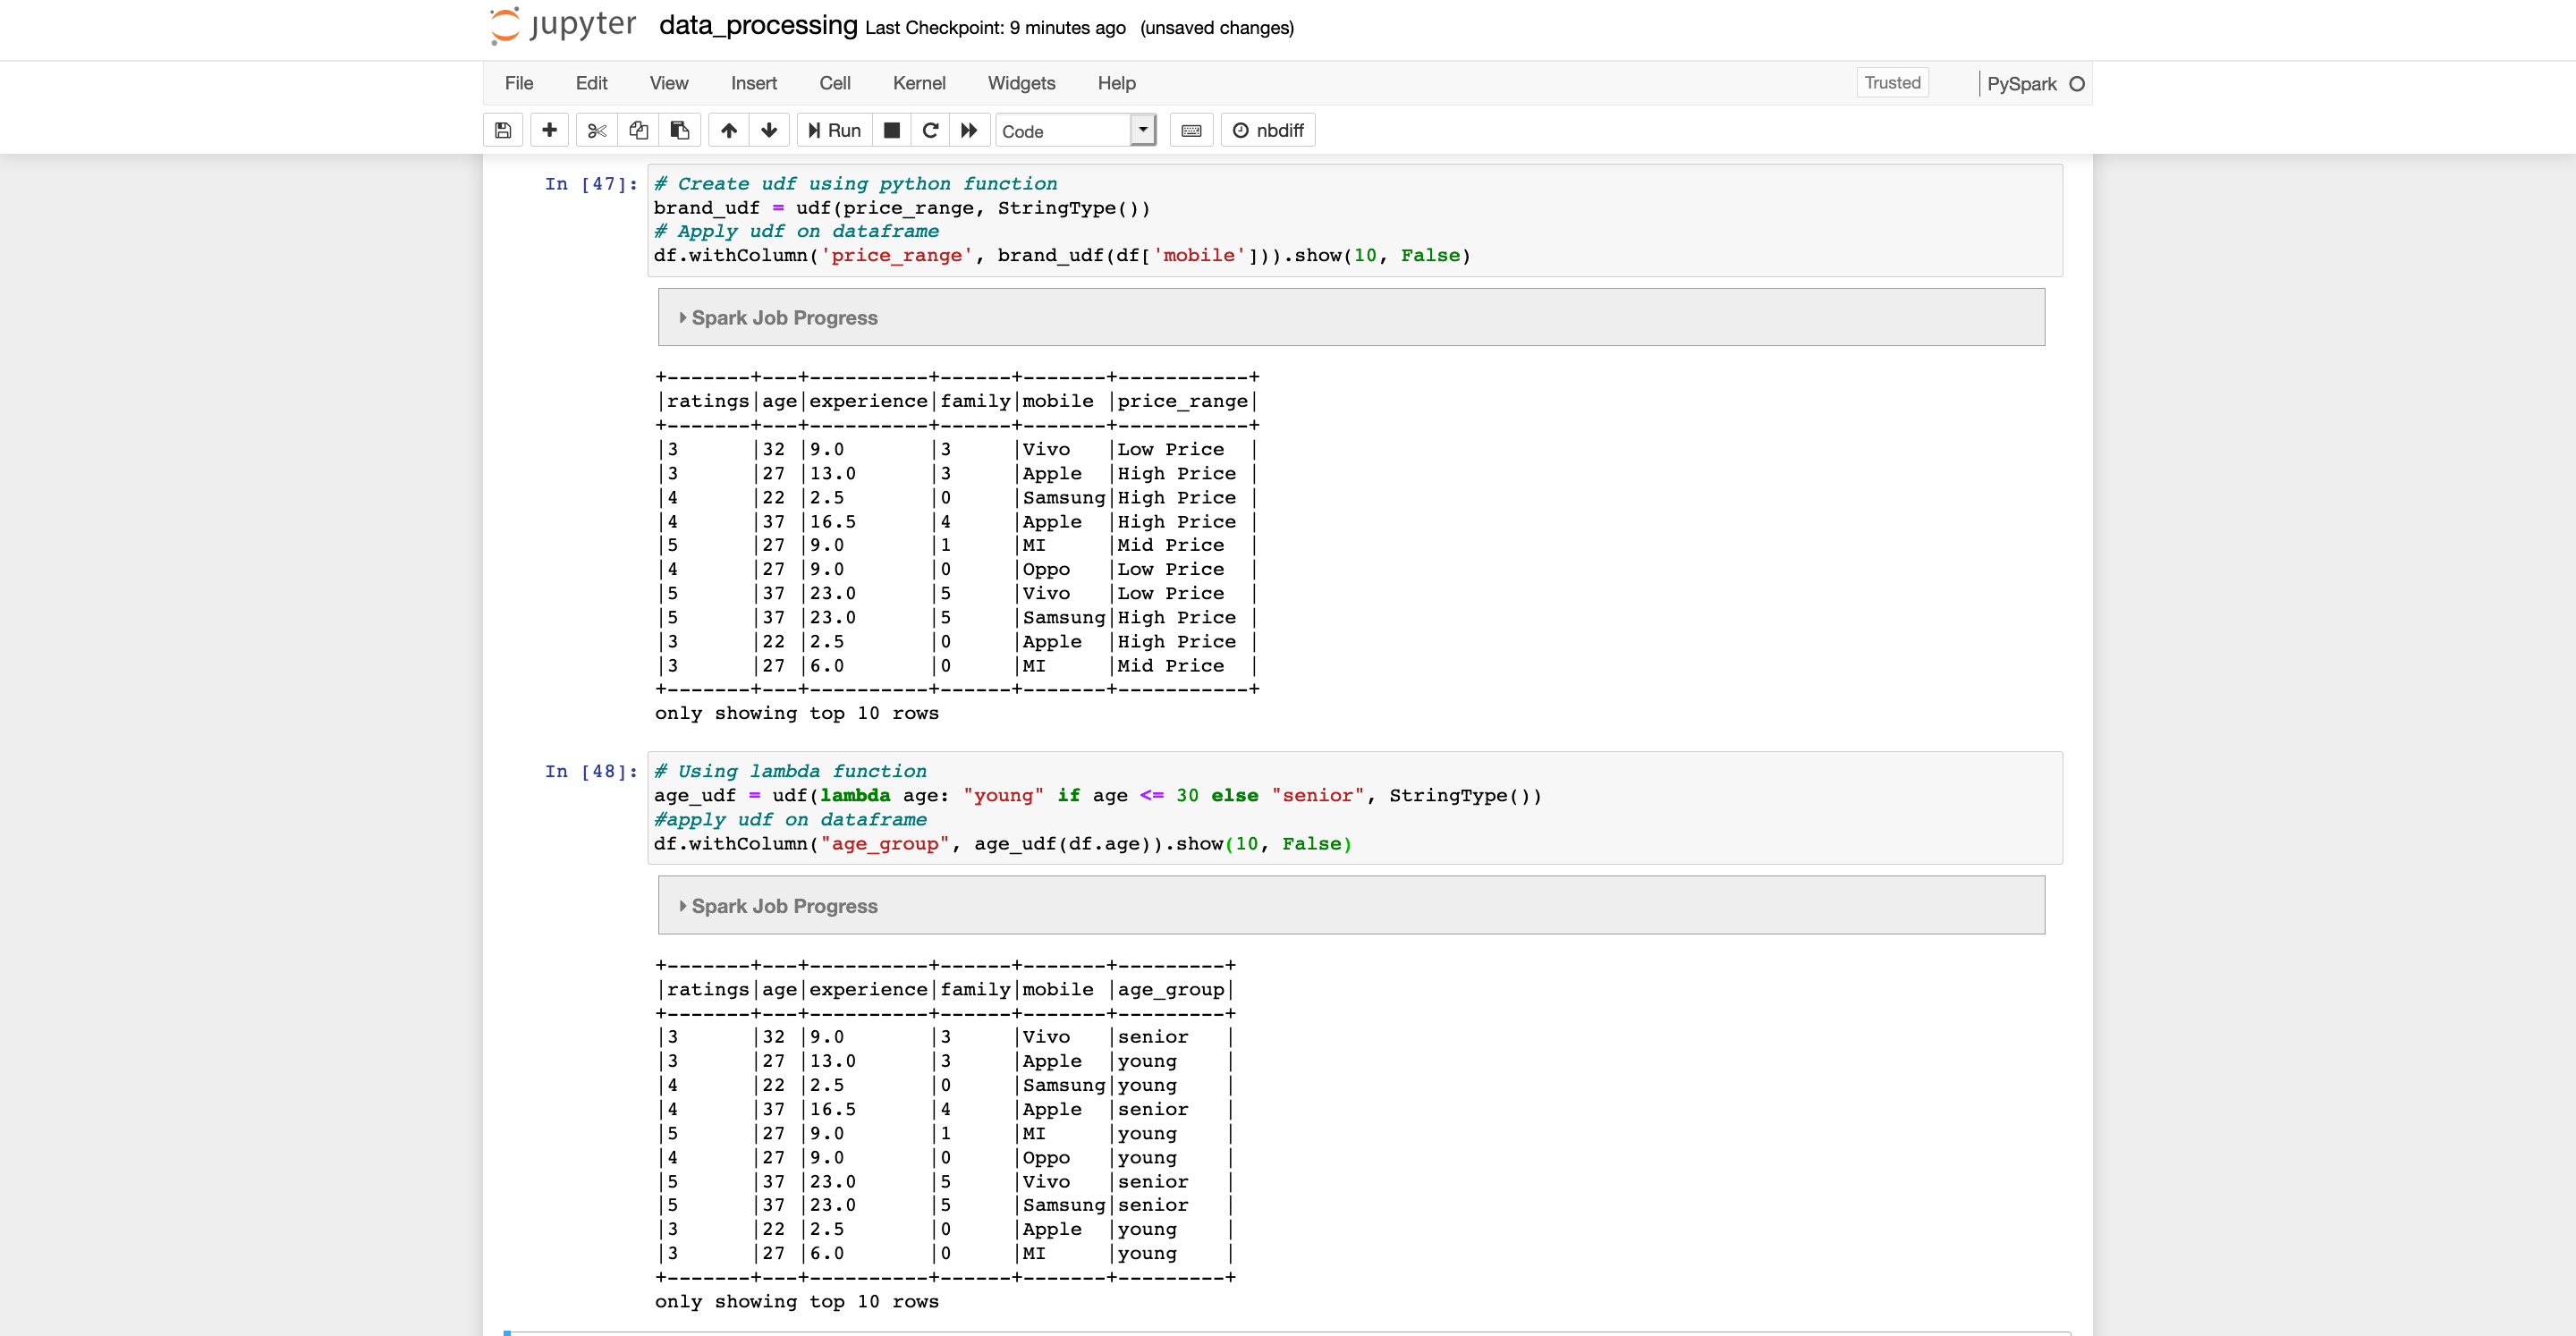 jupyter data_processing Last Checkpoint: 9 minutes ago (unsaved changes)
File Edit View Insert Cell Kernel Widgets Help Trusted PySpark
Run Code nbdiff
In [47]: # Create udf using python function
brand_udf = udf(price_range, StringType())
# Apply udf on dataframe
df.withColumn('price_range', brand_udf(df['mobile'])).show(10, False)
Spark Job Progress
+-------+---+----------+------+-------+-----------+
|ratings|age|experience|family|mobile |price_range|
+-------+---+----------+------+-------+-----------+
|3      |32 |9.0       |3     |Vivo   |Low Price  |
|3      |27 |13.0      |3     |Apple  |High Price |
|4      |22 |2.5       |0     |Samsung|High Price |
|4      |37 |16.5      |4     |Apple  |High Price |
|5      |27 |9.0       |1     |MI     |Mid Price  |
|4      |27 |9.0       |0     |Oppo   |Low Price  |
|5      |37 |23.0      |5     |Vivo   |Low Price  |
|5      |37 |23.0      |5     |Samsung|High Price |
|3      |22 |2.5       |0     |Apple  |High Price |
|3      |27 |6.0       |0     |MI     |Mid Price  |
+-------+---+----------+------+-------+-----------+
only showing top 10 rows
In [48]: # Using lambda function
age_udf = udf(lambda age: "young" if age <= 30 else "senior", StringType())
#apply udf on dataframe
df.withColumn("age_group", age_udf(df.age)).show(10, False)
Spark Job Progress
+-------+---+----------+------+-------+---------+
|ratings|age|experience|family|mobile |age_group|
+-------+---+----------+------+-------+---------+
|3      |32 |9.0       |3     |Vivo   |senior   |
|3      |27 |13.0      |3     |Apple  |young    |
|4      |22 |2.5       |0     |Samsung|young    |
|4      |37 |16.5      |4     |Apple  |senior   |
|5      |27 |9.0       |1     |MI     |young    |
|4      |27 |9.0       |0     |Oppo   |young    |
|5      |37 |23.0      |5     |Vivo   |senior   |
|5      |37 |23.0      |5     |Samsung|senior   |
|3      |22 |2.5       |0     |Apple  |young    |
|3      |27 |6.0       |0     |MI     |young    |
+-------+---+----------+------+-------+---------+
only showing top 10 rows